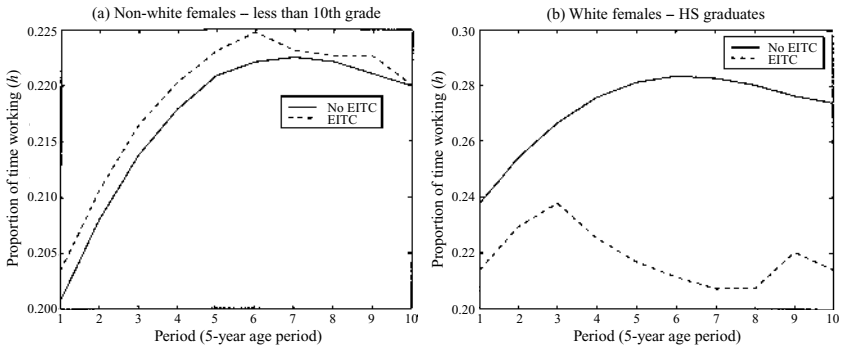 (a) Non-white females – less than 10th grade
0.225
0.220
0.215
0.210
0.205
0.200
Proportion of time working (h)
No EITC
EITC
1 2 3 4 5 6 7 8 9 10
Period (5-year age period)
(b) White females – HS graduates
0.30
0.28
0.26
0.24
0.22
0.20
Proportion of time working (h)
No EITC
EITC
1 2 3 4 5 6 7 8 9 10
Period (5-year age period)